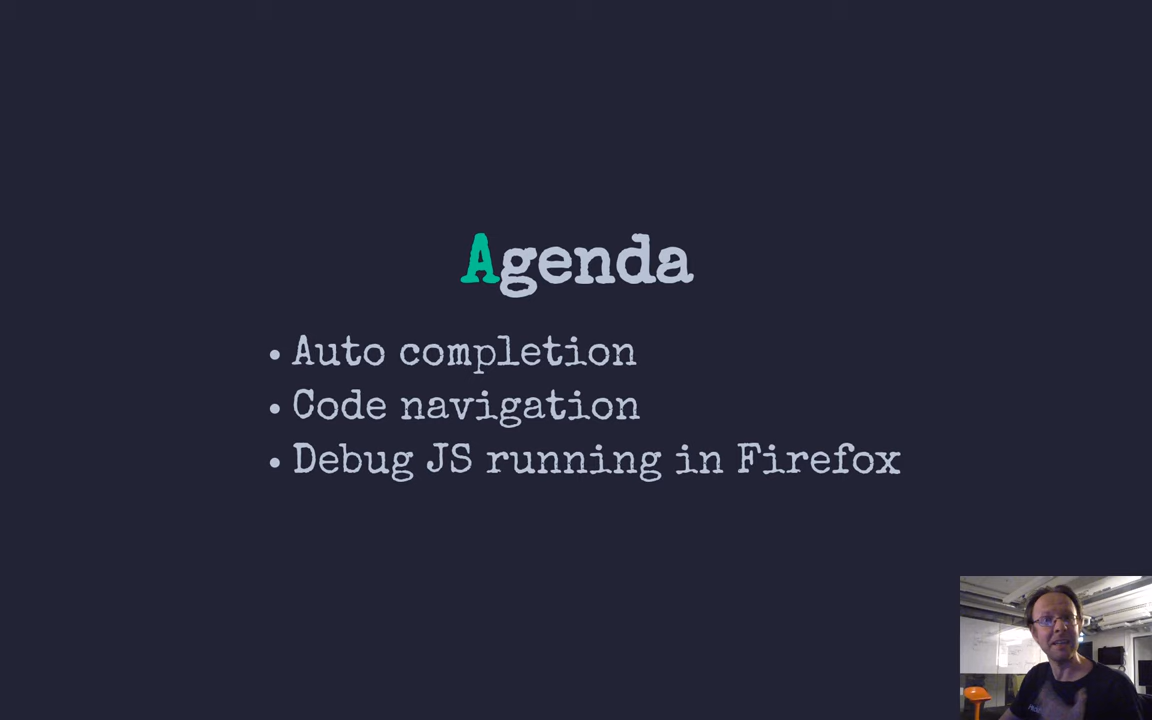 Agenda
• Auto completion
• Code navigation
• Debug JS running in Firefox